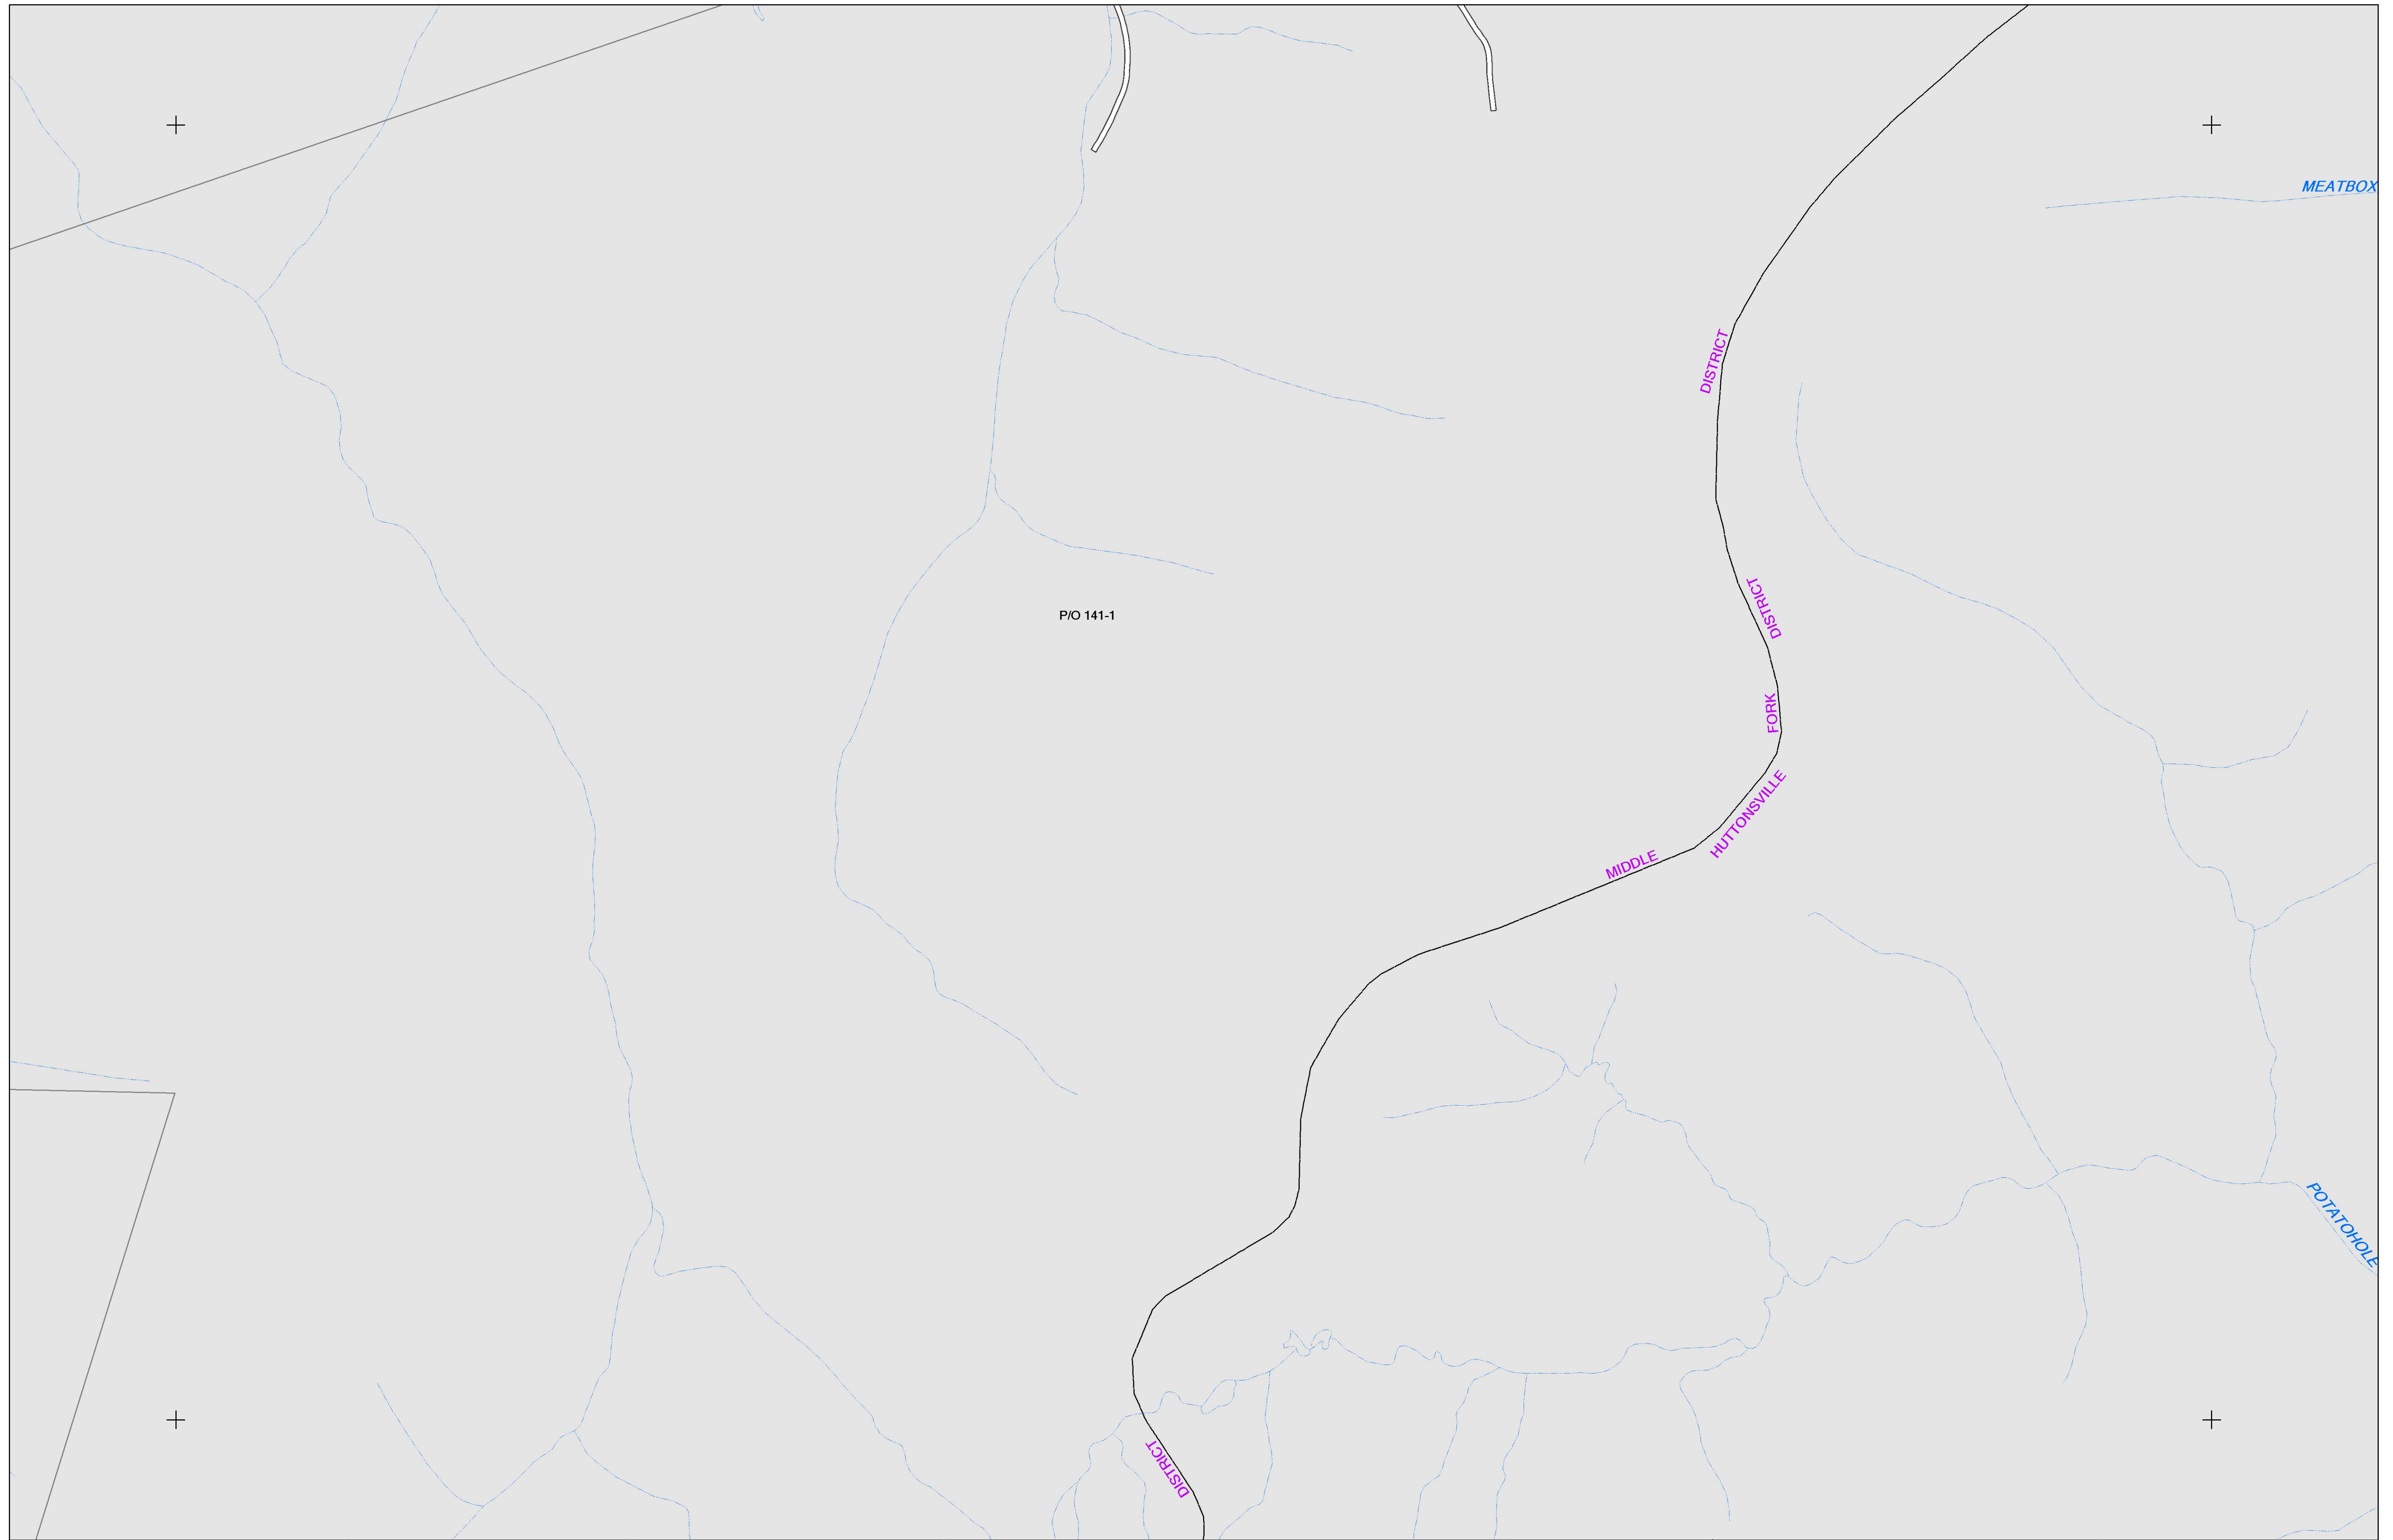 MEATBOX
DISTRICT
DISTRICT
P/O 141-1
FORK
HUTTONSVILLE
MIDDLE
POTATOHOLE
DISTRICT